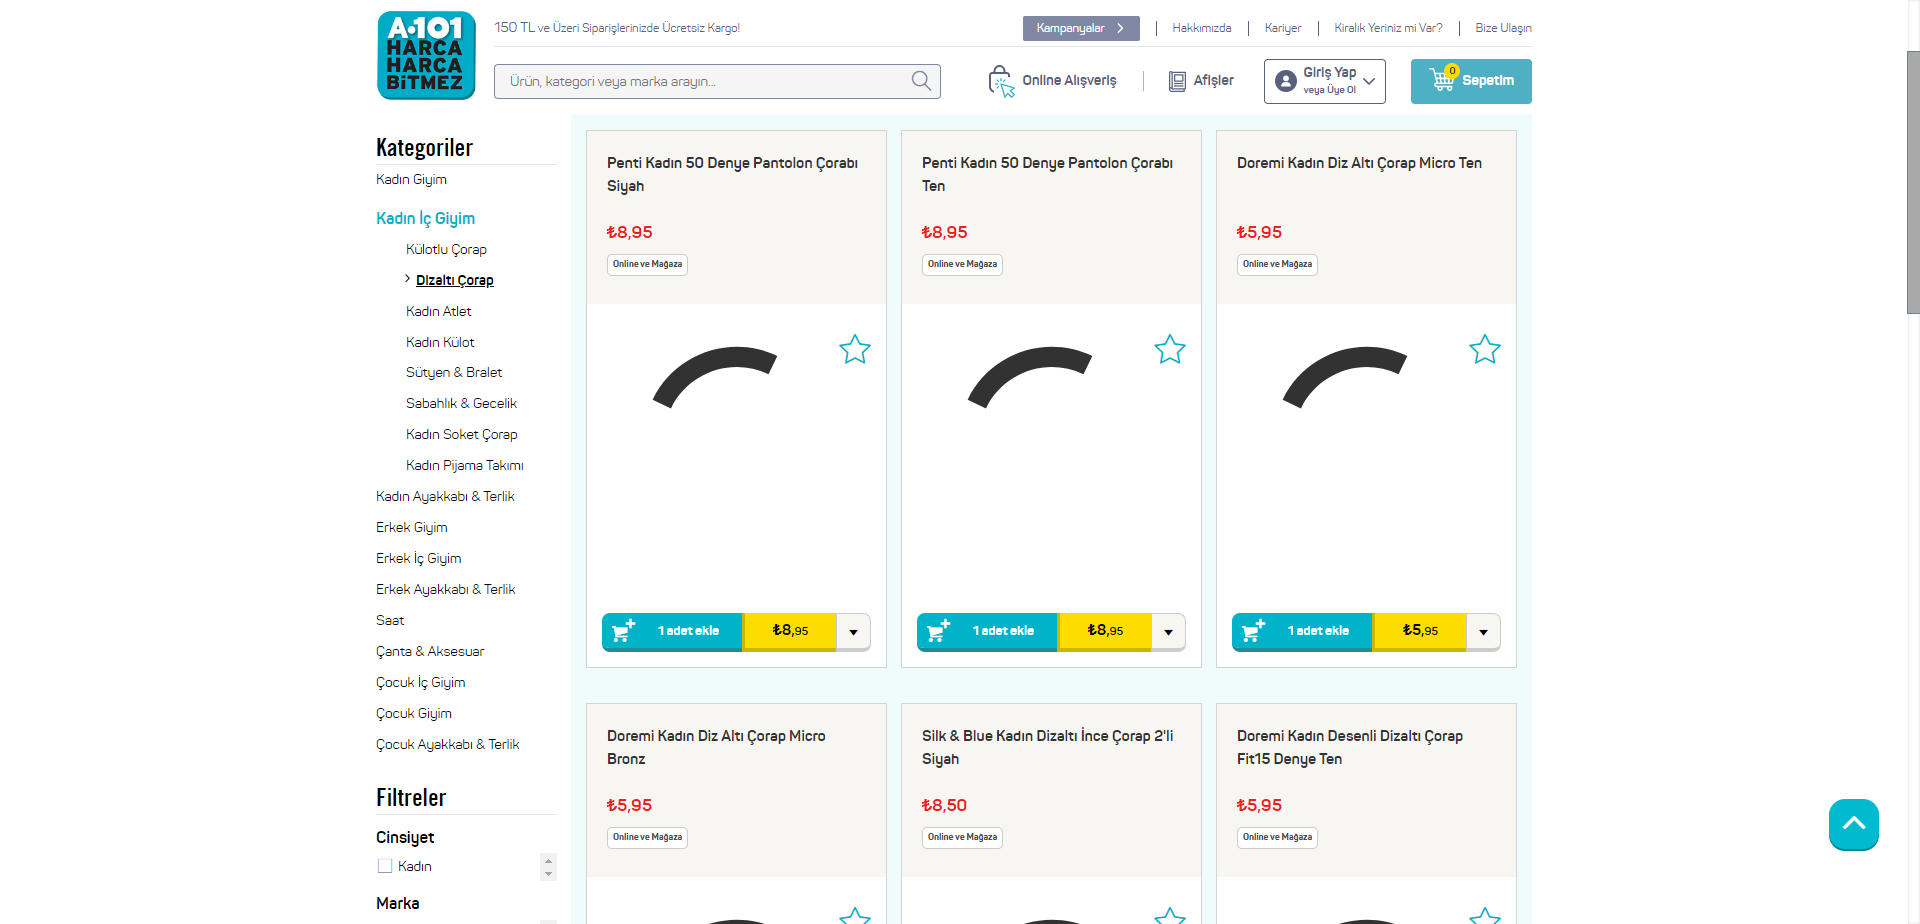 A·101
HARCA
HARCA
BİTMEZ
150 TL ve Üzeri Siparişlerinizde Ücretsiz Kargo!
Kampanyalar
Hakkımızda
Kariyer
Kiralık Yeriniz mi Var?
Bize Ulaşın
Ürün, kategori veya marka arayın...
Online Alışveriş
Afişler
Giriş Yap
veya Üye Ol
0
Sepetim
Kategoriler
Kadın Giyim
Kadın İç Giyim
Külotlu Çorap
Dizaltı Çorap
Kadın Atlet
Kadın Külot
Sütyen & Bralet
Sabahlık & Gecelik
Kadın Soket Çorap
Kadın Pijama Takımı
Kadın Ayakkabı & Terlik
Erkek Giyim
Erkek İç Giyim
Erkek Ayakkabı & Terlik
Saat
Çanta & Aksesuar
Çocuk İç Giyim
Çocuk Giyim
Çocuk Ayakkabı & Terlik
Filtreler
Cinsiyet
Kadın
Marka
Penti Kadın 50 Denye Pantolon Çorabı
Siyah
₺8,95
Online ve Mağaza
1 adet ekle
₺8,95
Penti Kadın 50 Denye Pantolon Çorabı
Ten
₺8,95
Online ve Mağaza
1 adet ekle
₺8,95
Doremi Kadın Diz Altı Çorap Micro Ten
₺5,95
Online ve Mağaza
1 adet ekle
₺5,95
Doremi Kadın Diz Altı Çorap Micro
Bronz
₺5,95
Online ve Mağaza
Silk & Blue Kadın Dizaltı İnce Çorap 2'li
Siyah
₺8,50
Online ve Mağaza
Doremi Kadın Desenli Dizaltı Çorap
Fit15 Denye Ten
₺5,95
Online ve Mağaza